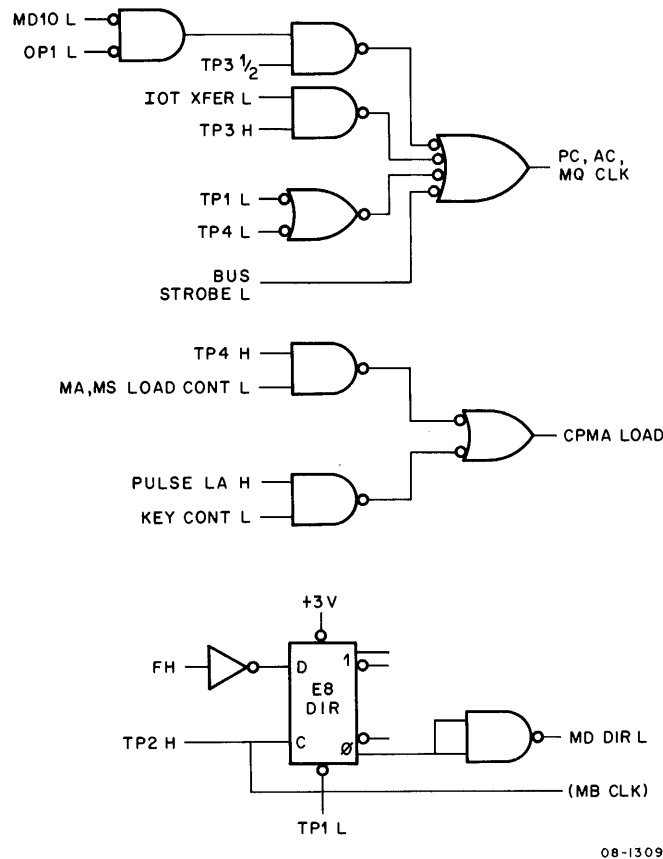 MD10 L
OP1 L
TP3 ½
IOT XFER L
TP3 H
TP1 L
TP4 L
BUS
STROBE L
PC, AC,
MQ CLK
TP4 H
MA,MS LOAD CONT L
CPMA LOAD
PULSE LA H
KEY CONT L
+3V
FH
D
1
E8
DIR
TP2 H
C
Ø
MD DIR L
(MB CLK)
TP1 L
08-1309